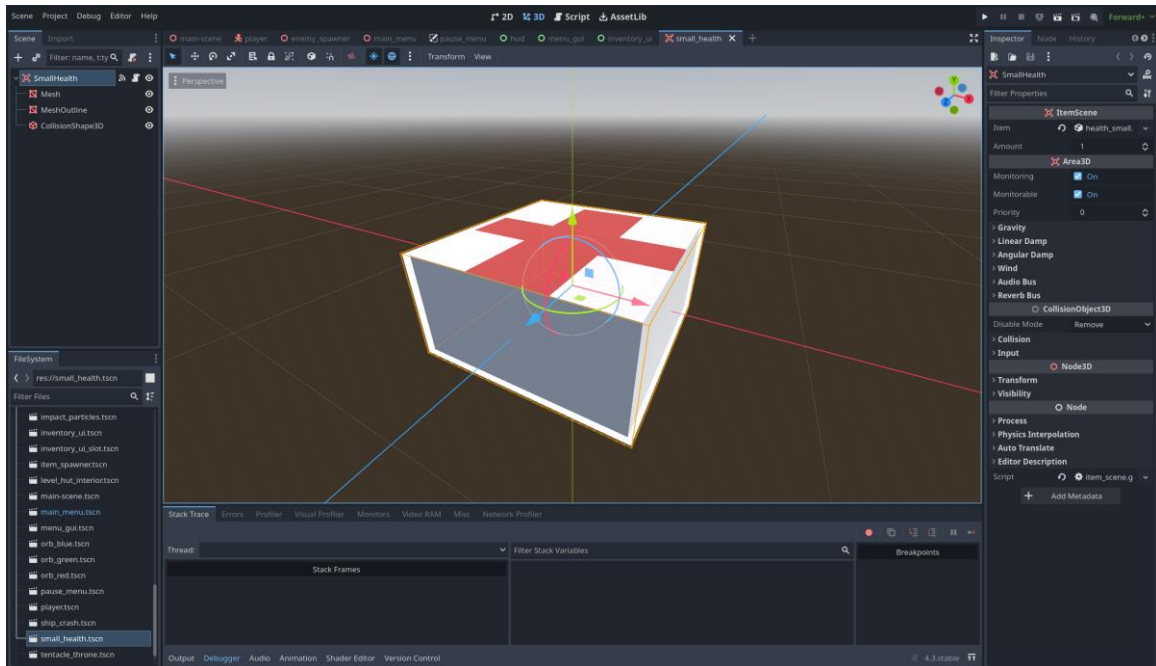 Scene Project Debug Editor Help
2D 3D Script AssetLib
Forward+
Scene Import
main-scene player enemy_spawner main_menu pause_menu hud menu_gui inventory_ui small_health
Inspector Node History
Filter: name, t:ty
Transform View
SmallHealth
Mesh
MeshOutline
CollisionShape3D
Perspective
Y
X
Z
SmallHealth
Filter Properties
ItemScene
Item health_small.
Amount 1
Area3D
Monitoring On
Monitorable On
Priority 0
Gravity
Linear Damp
Angular Damp
Wind
Audio Bus
Reverb Bus
CollisionObject3D
Disable Mode Remove
Collision
Input
Node3D
Transform
Visibility
Node
Process
Physics Interpolation
Auto Translate
Editor Description
Script item_scene.g
Add Metadata
FileSystem
res://small_health.tscn
Filter Files
impact_particles.tscn
inventory_ui.tscn
inventory_ui_slot.tscn
item_spawner.tscn
level_hut_interior.tscn
main-scene.tscn
main_menu.tscn
menu_gui.tscn
orb_blue.tscn
orb_green.tscn
orb_red.tscn
pause_menu.tscn
player.tscn
ship_crash.tscn
small_health.tscn
tentacle_throne.tscn
Stack Trace Errors Profiler Visual Profiler Monitors Video RAM Misc Network Profiler
Thread: Filter Stack Variables Breakpoints
Stack Frames
Output Debugger Audio Animation Shader Editor Version Control
4.3.stable